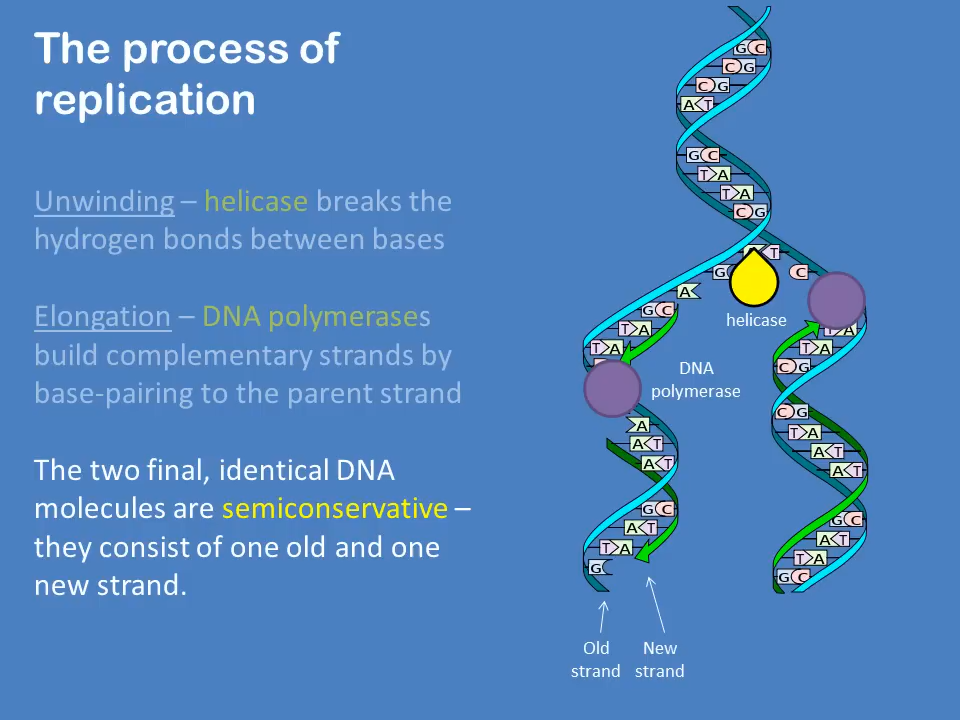 The process of
replication
Unwinding – helicase breaks the
hydrogen bonds between bases
Elongation – DNA polymerases
build complementary strands by
base-pairing to the parent strand
The two final, identical DNA
molecules are semiconservative –
they consist of one old and one
new strand.
G C
C G
C G
A T
G C
T A
T A
C G
T
G C
A
G C
T A
T A
A
A T
A T
G C
A T
T A
G
helicase
DNA
polymerase
T A
T A
C G
C G
T A
A T
A T
G C
A T
T A
G C
Old
strand
New
strand